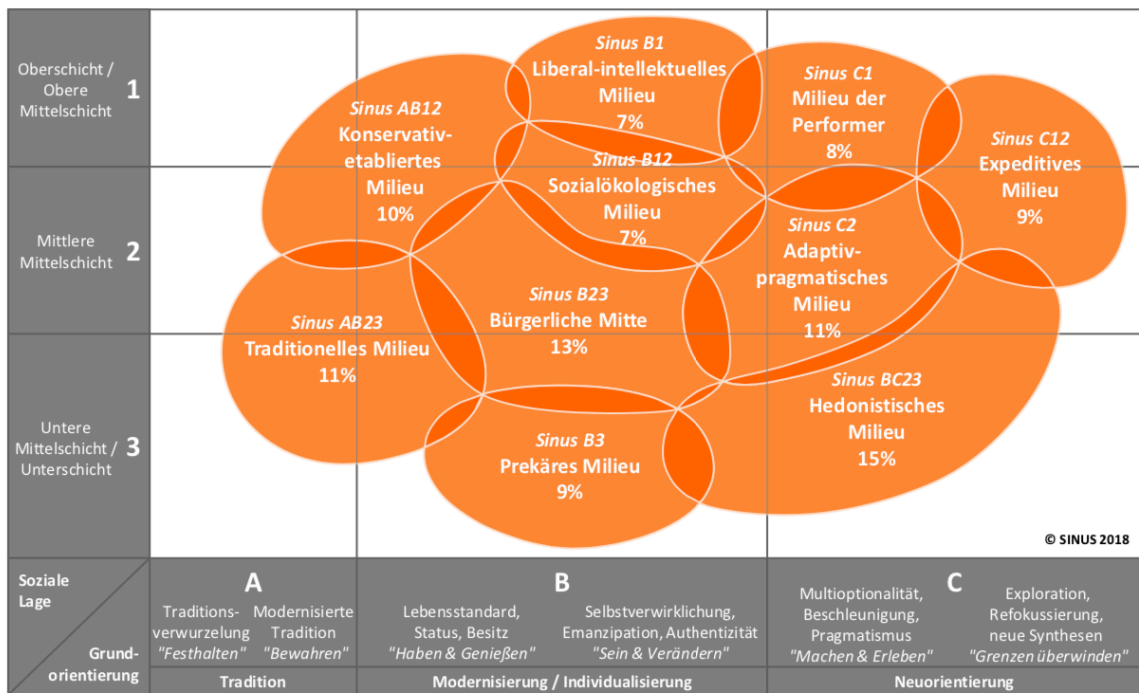 Oberschicht /
Obere
Mittelschicht
1
Mittlere
Mittelschicht
2
Untere
Mittelschicht /
Unterschicht
3
Sinus AB12
Konservativ-
etabliertes
Milieu
10%
Sinus B1
Liberal-intellektuelles
Milieu
7%
Sinus C1
Milieu der
Performer
8%
Sinus C12
Expeditives
Milieu
9%
Sinus B12
Sozialökologisches
Milieu
7%
Sinus C2
Adaptiv-
pragmatisches
Milieu
11%
Sinus AB23
Traditionelles Milieu
11%
Sinus B23
Bürgerliche Mitte
13%
Sinus BC23
Hedonistisches
Milieu
15%
Sinus B3
Prekäres Milieu
9%
© SINUS 2018
Soziale
Lage
Grund-
orientierung
A
Traditions-
verwurzelung
"Festhalten"
Modernisierte
Tradition
"Bewahren"
Tradition
B
Lebensstandard,
Status, Besitz
"Haben & Genießen"
Selbstverwirklichung,
Emanzipation, Authentizität
"Sein & Verändern"
Modernisierung / Individualisierung
C
Multioptionalität,
Beschleunigung,
Pragmatismus
"Machen & Erleben"
Exploration,
Refokussierung,
neue Synthesen
"Grenzen überwinden"
Neuorientierung